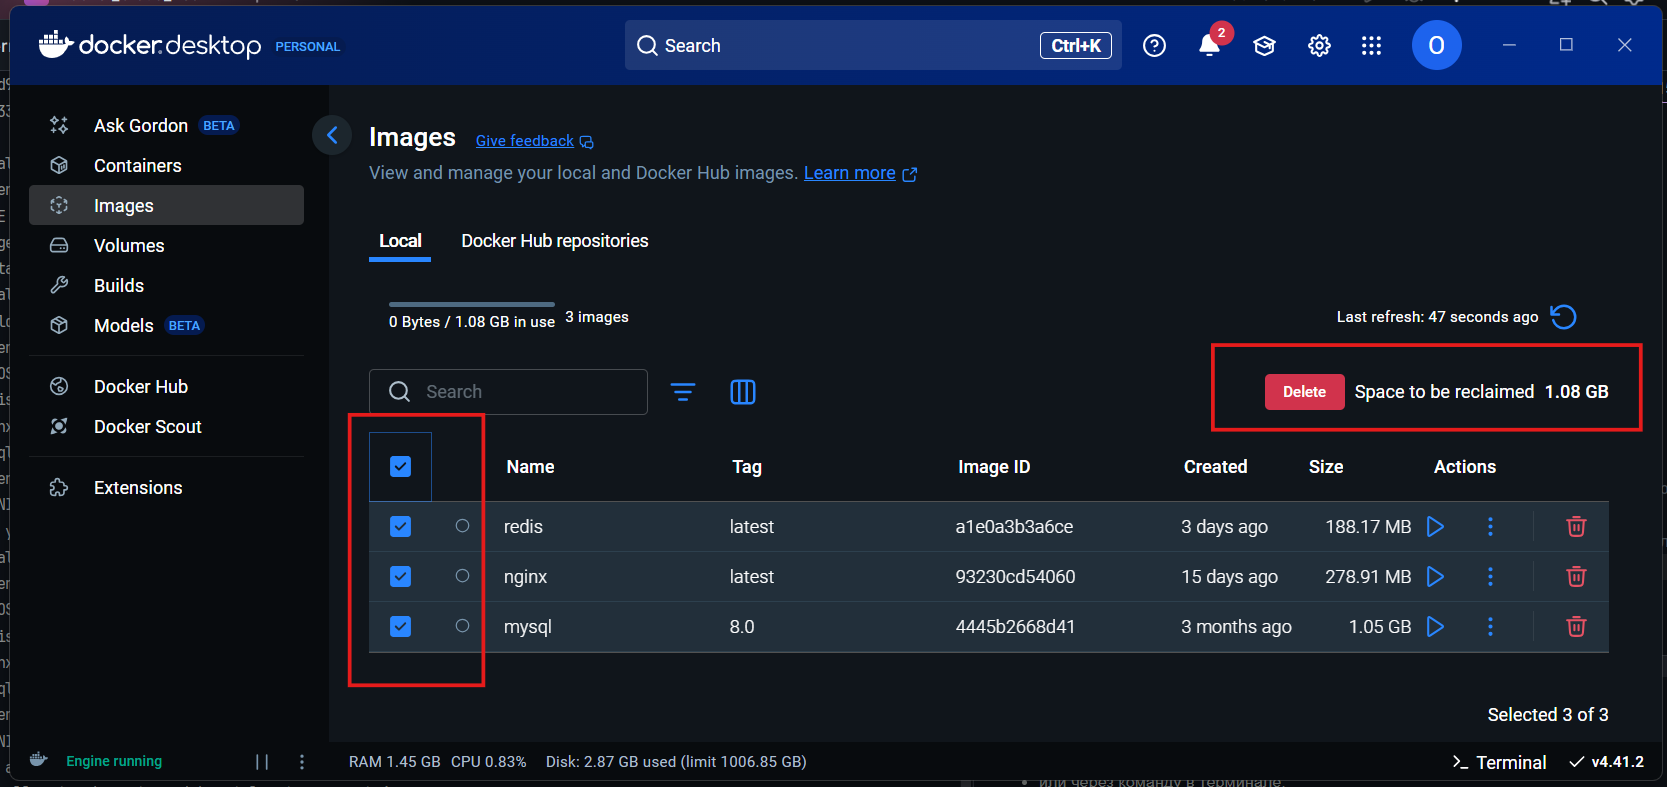 docker.desktop PERSONAL
Search Ctrl+K
2
O
Ask Gordon BETA
Containers
Images
Volumes
Builds
Models BETA
Docker Hub
Docker Scout
Extensions
Images Give feedback
View and manage your local and Docker Hub images. Learn more
Local Docker Hub repositories
0 Bytes / 1.08 GB in use 3 images
Last refresh: 47 seconds ago
Search
Delete Space to be reclaimed 1.08 GB
Name Tag Image ID Created Size Actions
redis latest a1e0a3b3a6ce 3 days ago 188.17 MB
nginx latest 93230cd54060 15 days ago 278.91 MB
mysql 8.0 4445b2668d41 3 months ago 1.05 GB
Selected 3 of 3
Engine running
RAM 1.45 GB CPU 0.83% Disk: 2.87 GB used (limit 1006.85 GB)
Terminal v4.41.2
или через команду в терминале.